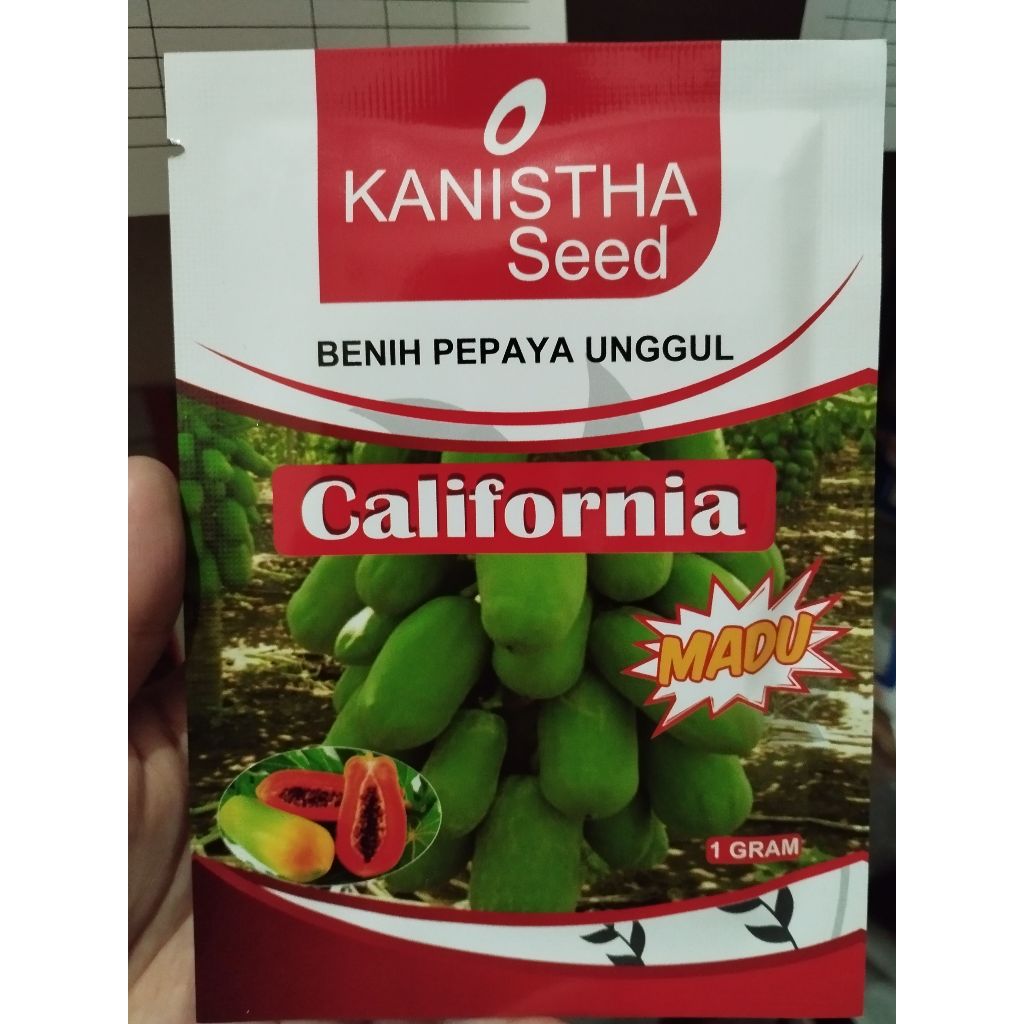 KANISTHA
Seed
BENIH PEPAYA UNGGUL
California
MADU
1 GRAM